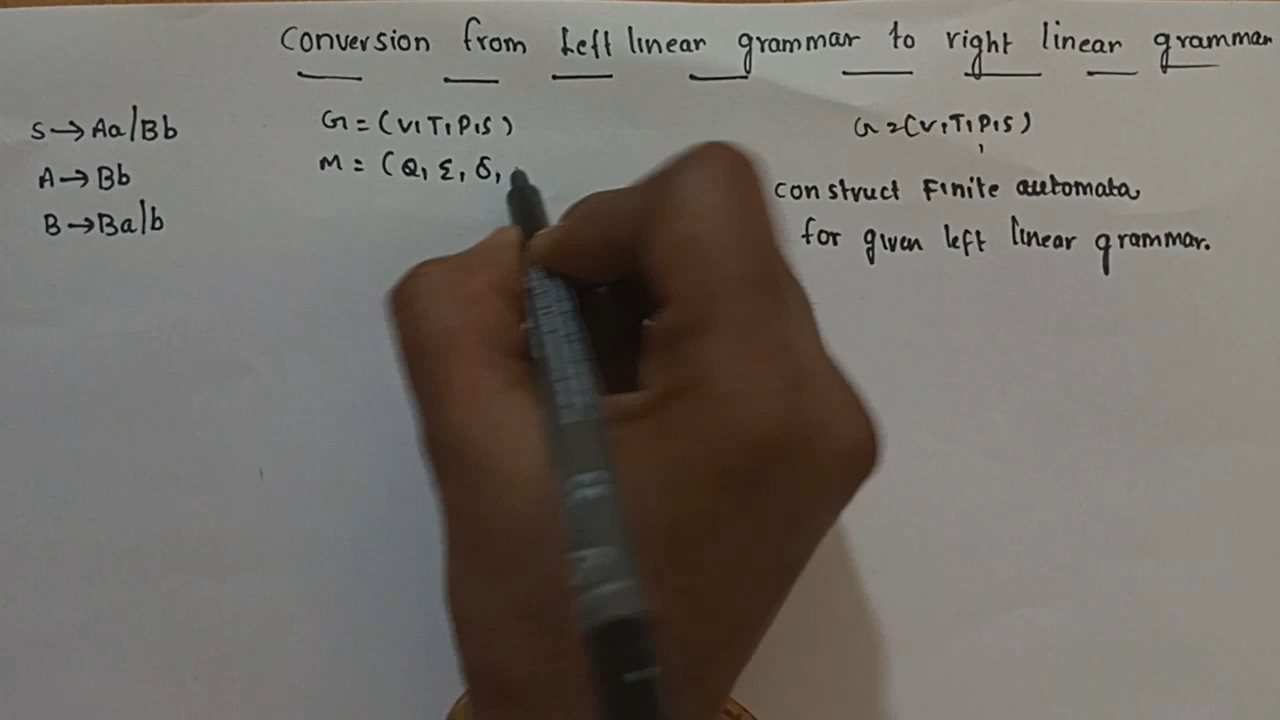 Conversion from Left linear grammar to right linear grammar
S→Aa/Bb
A→Bb
B→Ba/b
G=(V,T,P,S)
M=(Q, Σ, δ,
G=(V,T,P,S)
construct Finite automata
for given left linear grammar.